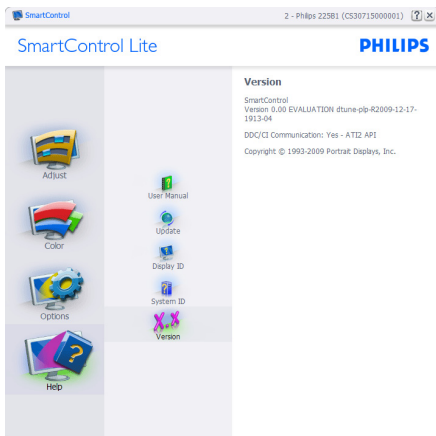 SmartControl
2 - Philips 225B1 (CS30715000001)
SmartControl Lite
PHILIPS
Adjust
Color
Options
Help
User Manual
Update
Display ID
System ID
X.X
Version
Version
SmartControl
Version 0.00 EVALUATION dtune-plp-R2009-12-17-
1913-04
DDC/CI Communication: Yes - ATI2 API
Copyright © 1993-2009 Portrait Displays, Inc.